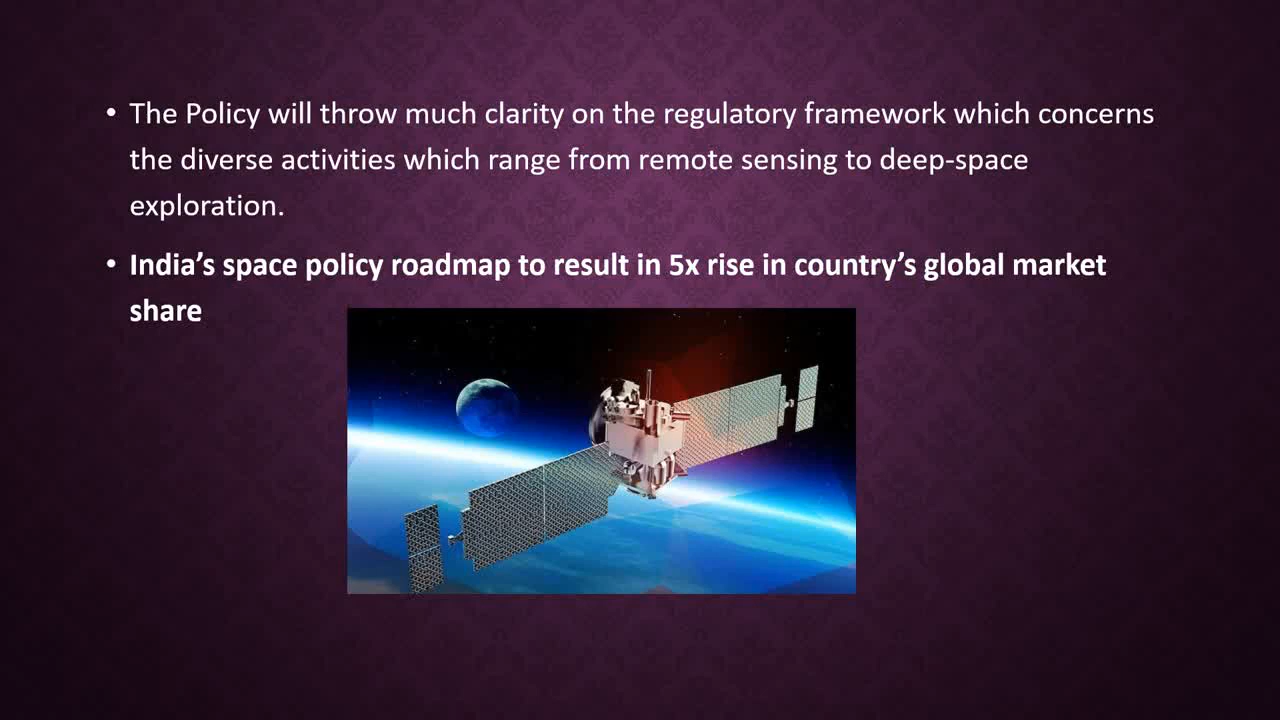 • The Policy will throw much clarity on the regulatory framework which concerns
the diverse activities which range from remote sensing to deep-space
exploration.
• India’s space policy roadmap to result in 5x rise in country’s global market
share